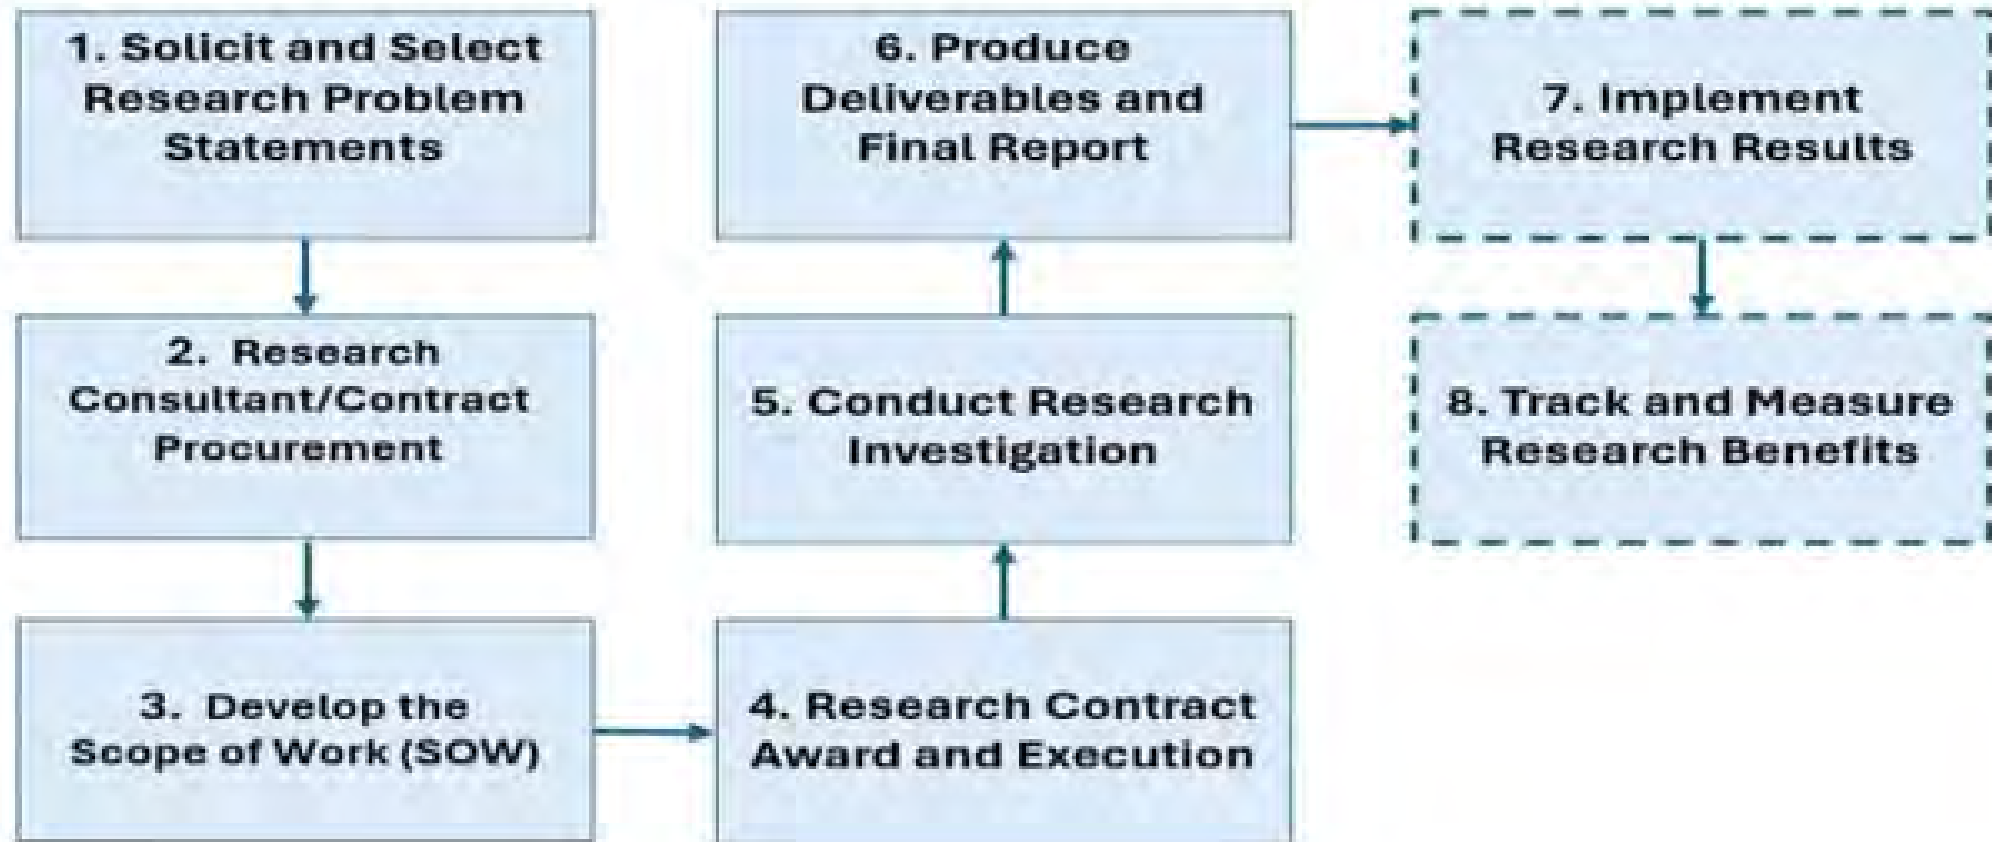 1. Solicit and Select
Research Problem
Statements
2. Research
Consultant/Contract
Procurement
3. Develop the
Scope of Work (SOW)
4. Research Contract
Award and Execution
5. Conduct Research
Investigation
6. Produce
Deliverables and
Final Report
7. Implement
Research Results
8. Track and Measure
Research Benefits